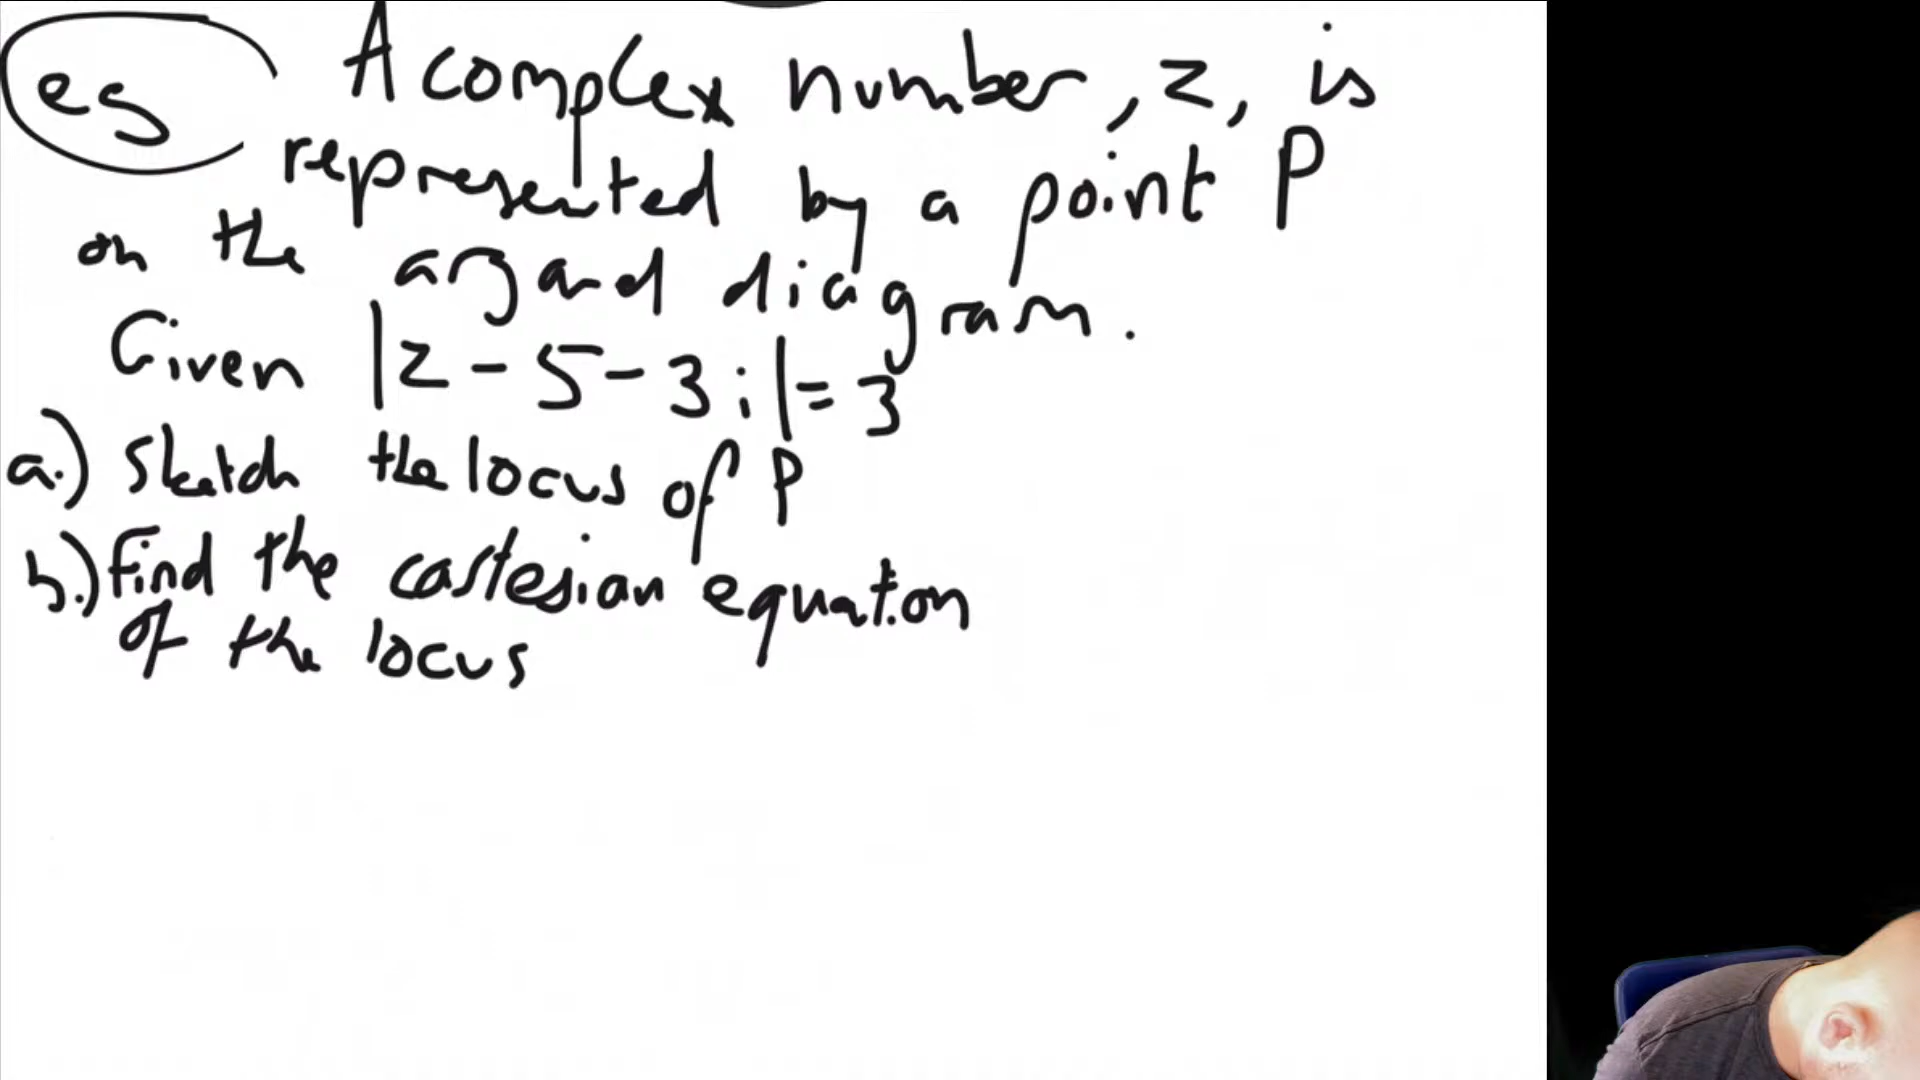 eg A complex number, z, is
represented by a point P
on the argand diagram.
Given |z - 5 - 3i| = 3
a.) Sketch the locus of P
b.) Find the cartesian equation
of the locus